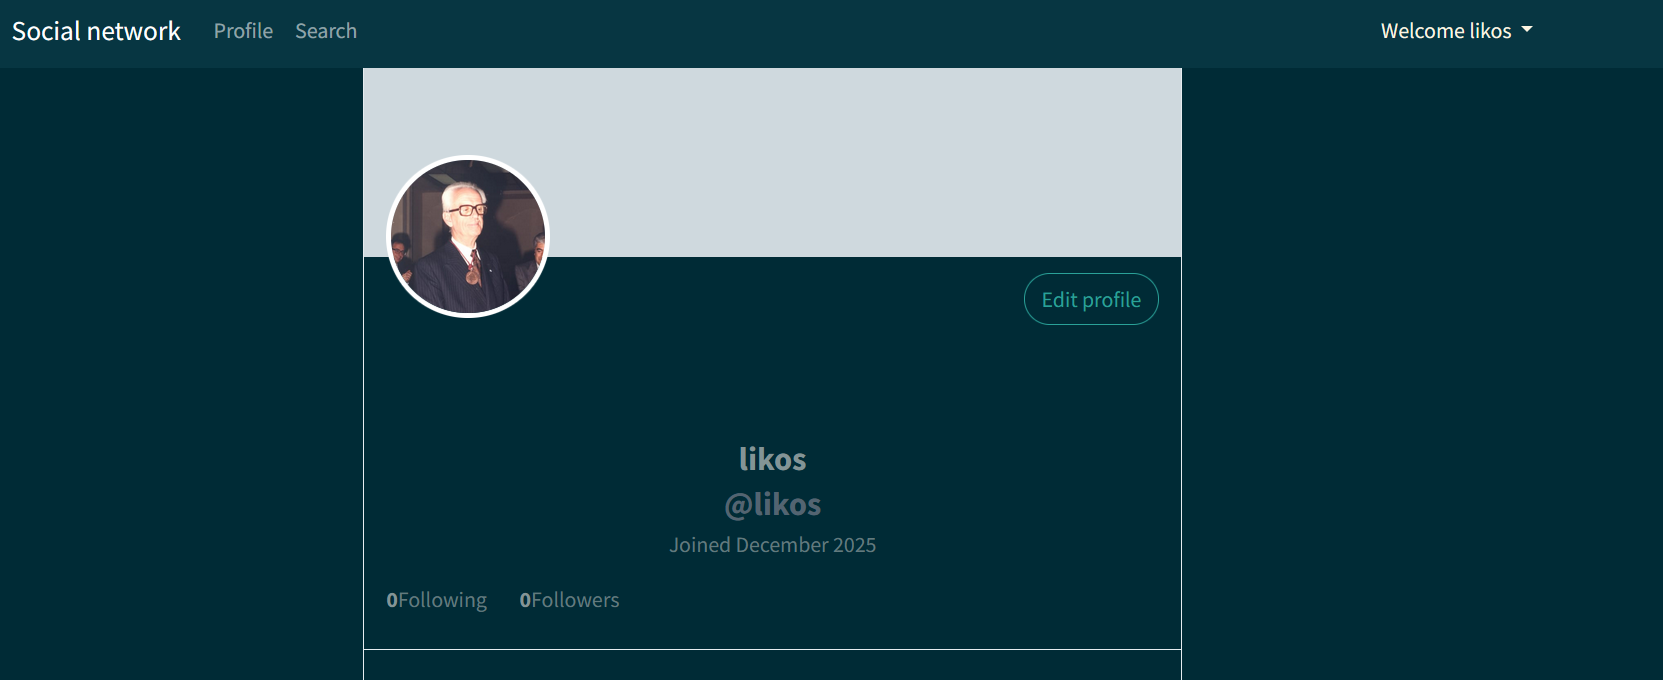 Social network Profile Search Welcome likos
Edit profile
likos
@likos
Joined December 2025
0Following 0Followers